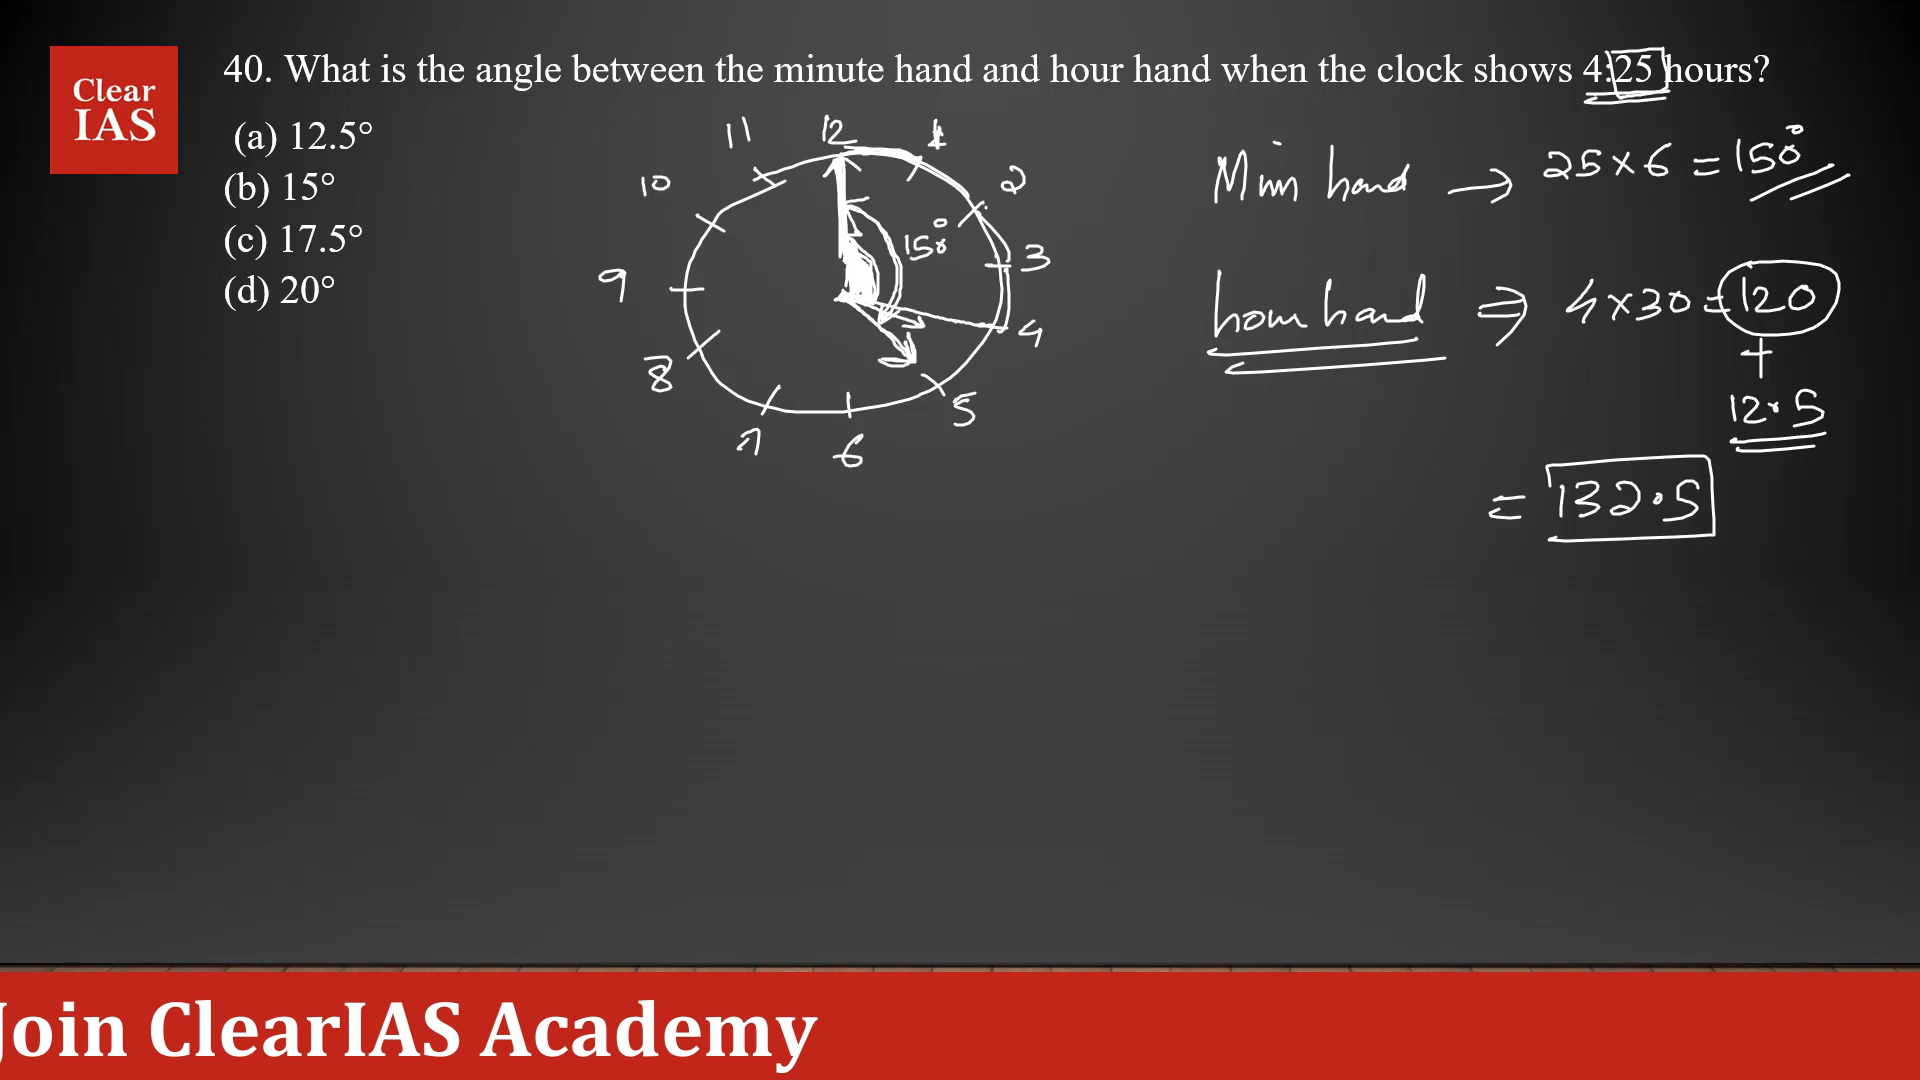 Clear
IAS
40. What is the angle between the minute hand and hour hand when the clock shows 4:25 hours?
(a) 12.5°
(b) 15°
(c) 17.5°
(d) 20°
12
1
2
3
4
5
6
7
8
9
10
11
150°
Min hand → 25 x 6 = 150°
hour hand ⇒ 4 x 30 = 120
+
12.5
= 132.5
Join ClearIAS Academy